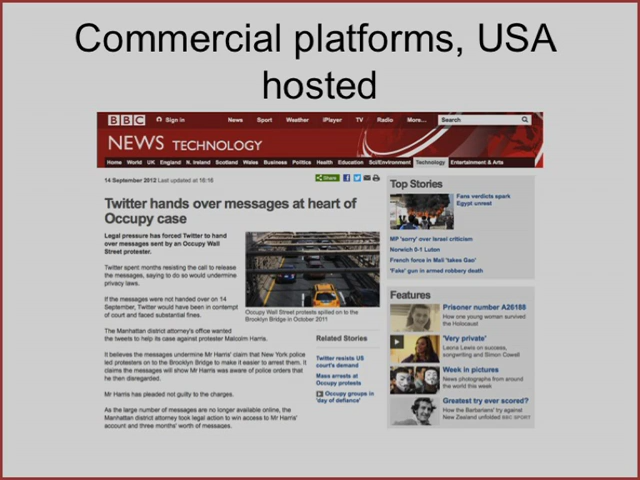 Commercial platforms, USA
hosted
BBC Sign in News Sport Weather iPlayer TV Radio More... Search
NEWS TECHNOLOGY
Home World UK England N. Ireland Scotland Wales Business Politics Health Education Sci/Environment Technology Entertainment & Arts
14 September 2012 Last updated at 16:16
Share
Twitter hands over messages at heart of
Occupy case
Legal pressure has forced Twitter to hand
over messages sent by an Occupy Wall
Street protester.
Twitter spent months resisting the call to release
the messages, saying to do so would undermine
privacy laws.
If the messages were not handed over on 14
September, Twitter would have been in contempt
of court and faced substantial fines.
The Manhattan district attorney's office wanted
the tweets to help its case against protester Malcolm Harris.
It believes the messages undermine Mr Harris' claim that New York police
led protesters on to the Brooklyn Bridge to make it easier to arrest them. It
claims the messages will show Mr Harris was aware of police orders that
he then disregarded.
Mr Harris has pleaded not guilty to the charges.
As the large number of messages are no longer available online, the
Manhattan district attorney took legal action to win access to Mr Harris'
account and three months' worth of messages.
Occupy Wall Street protests spilled on to the
Brooklyn Bridge in October 2011
Related Stories
Twitter resists US
court's demand
Mass arrests at
Occupy protests
Occupy groups in
'day of defiance'
Top Stories
Fans verdicts spark
Egypt unrest
MP 'sorry' over Israel criticism
Norwich 0-1 Luton
French force in Mali 'takes Gao'
'Fake' gun in armed robbery death
Features
Prisoner number A26188
How one young woman survived
the Holocaust
'Very private'
Leona Lewis on success,
songwriting and Simon Cowell
Week in pictures
News photographs from around
the world this week
Greatest try ever scored?
How the Barbarians' try against
New Zealand unfolded BBC SPORT